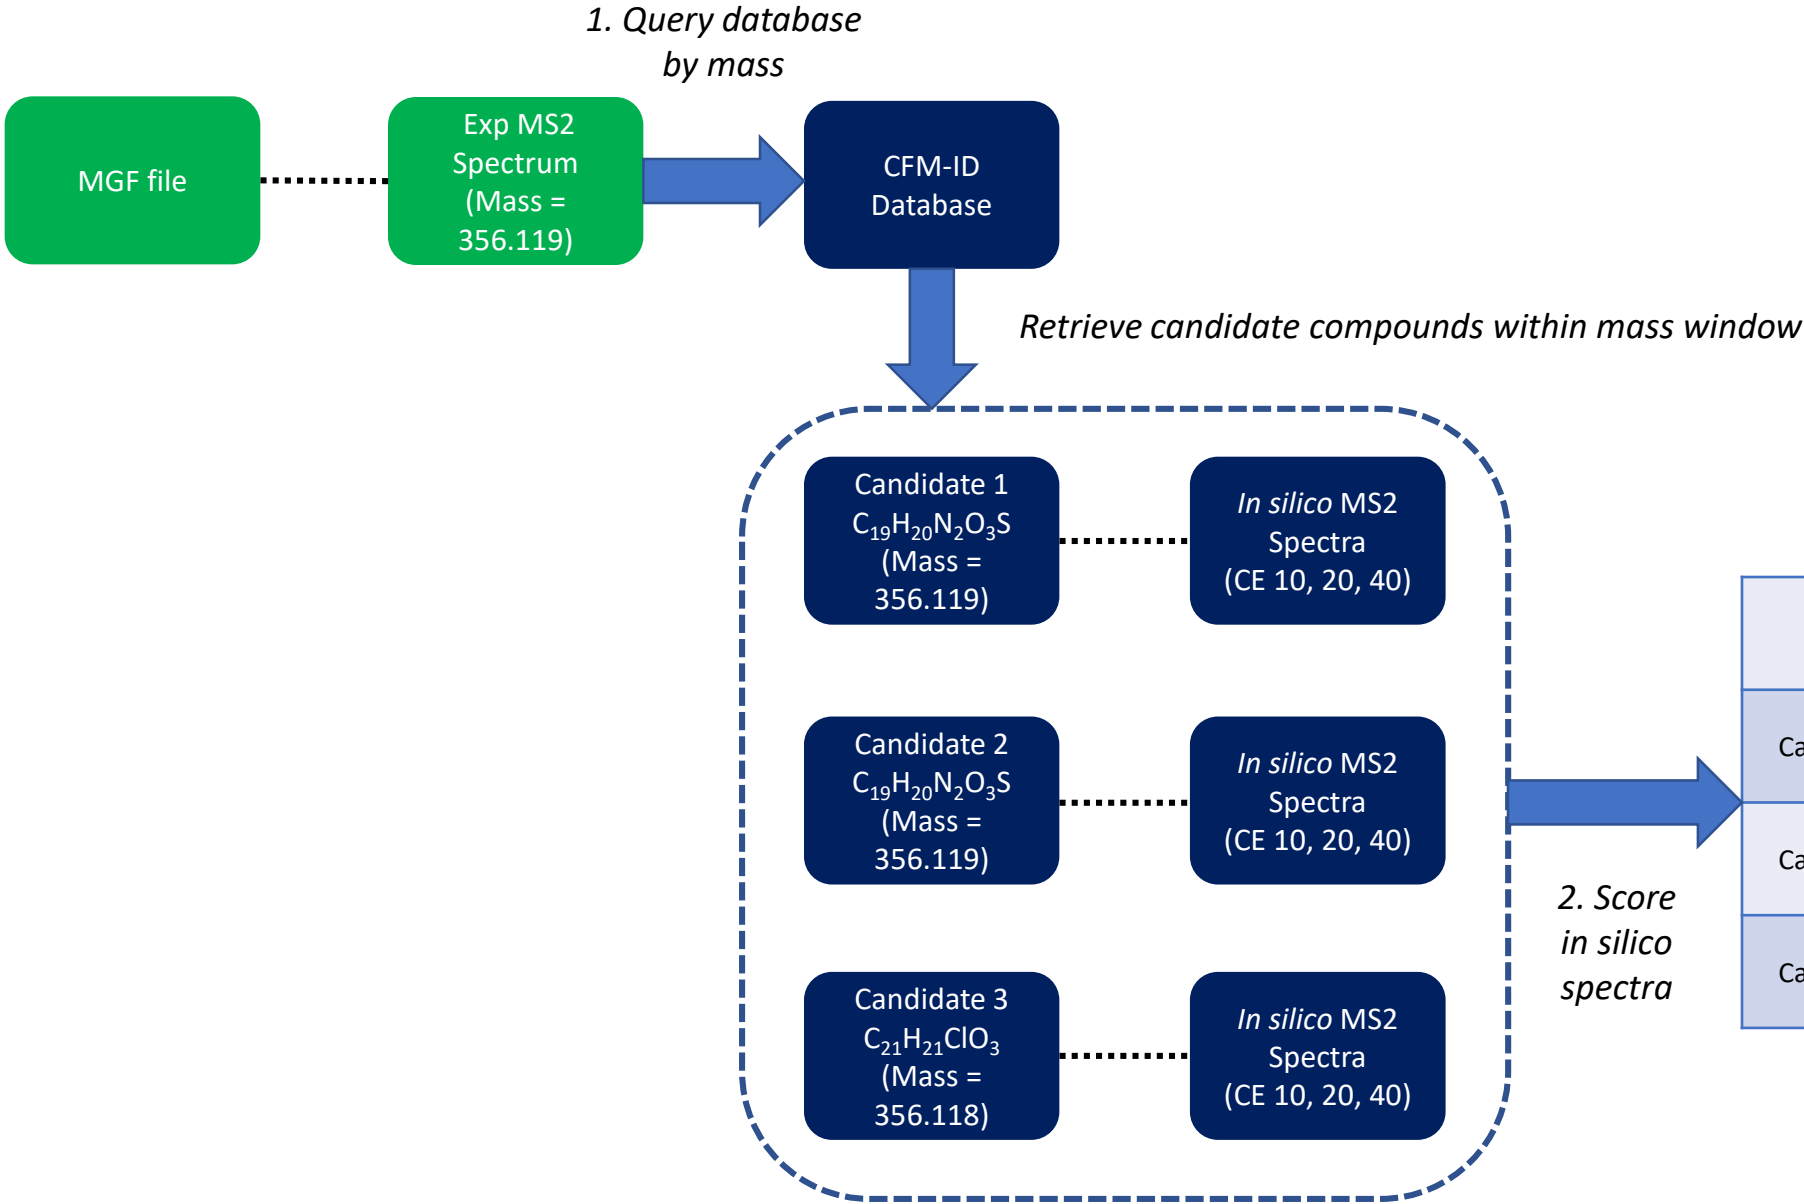 1. Query database
by mass
MGF file
Exp MS2
Spectrum
(Mass =
356.119)
CFM-ID
Database
Retrieve candidate compounds within mass window
Candidate 1
C₁₉H₂₀N₂O₃S
(Mass =
356.119)
In silico MS2
Spectra
(CE 10, 20, 40)
Candidate 2
C₁₉H₂₀N₂O₃S
(Mass =
356.119)
In silico MS2
Spectra
(CE 10, 20, 40)
Candidate 3
C₂₁H₂₁ClO₃
(Mass =
356.118)
In silico MS2
Spectra
(CE 10, 20, 40)
2. Score
in silico
spectra
Ca
Ca
Ca